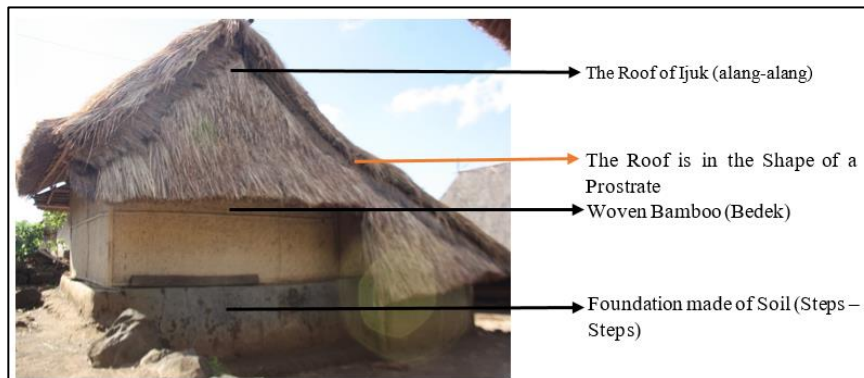 The Roof of Ijuk (alang-alang)
The Roof is in the Shape of a
Prostrate
Woven Bamboo (Bedek)
Foundation made of Soil (Steps –
Steps)